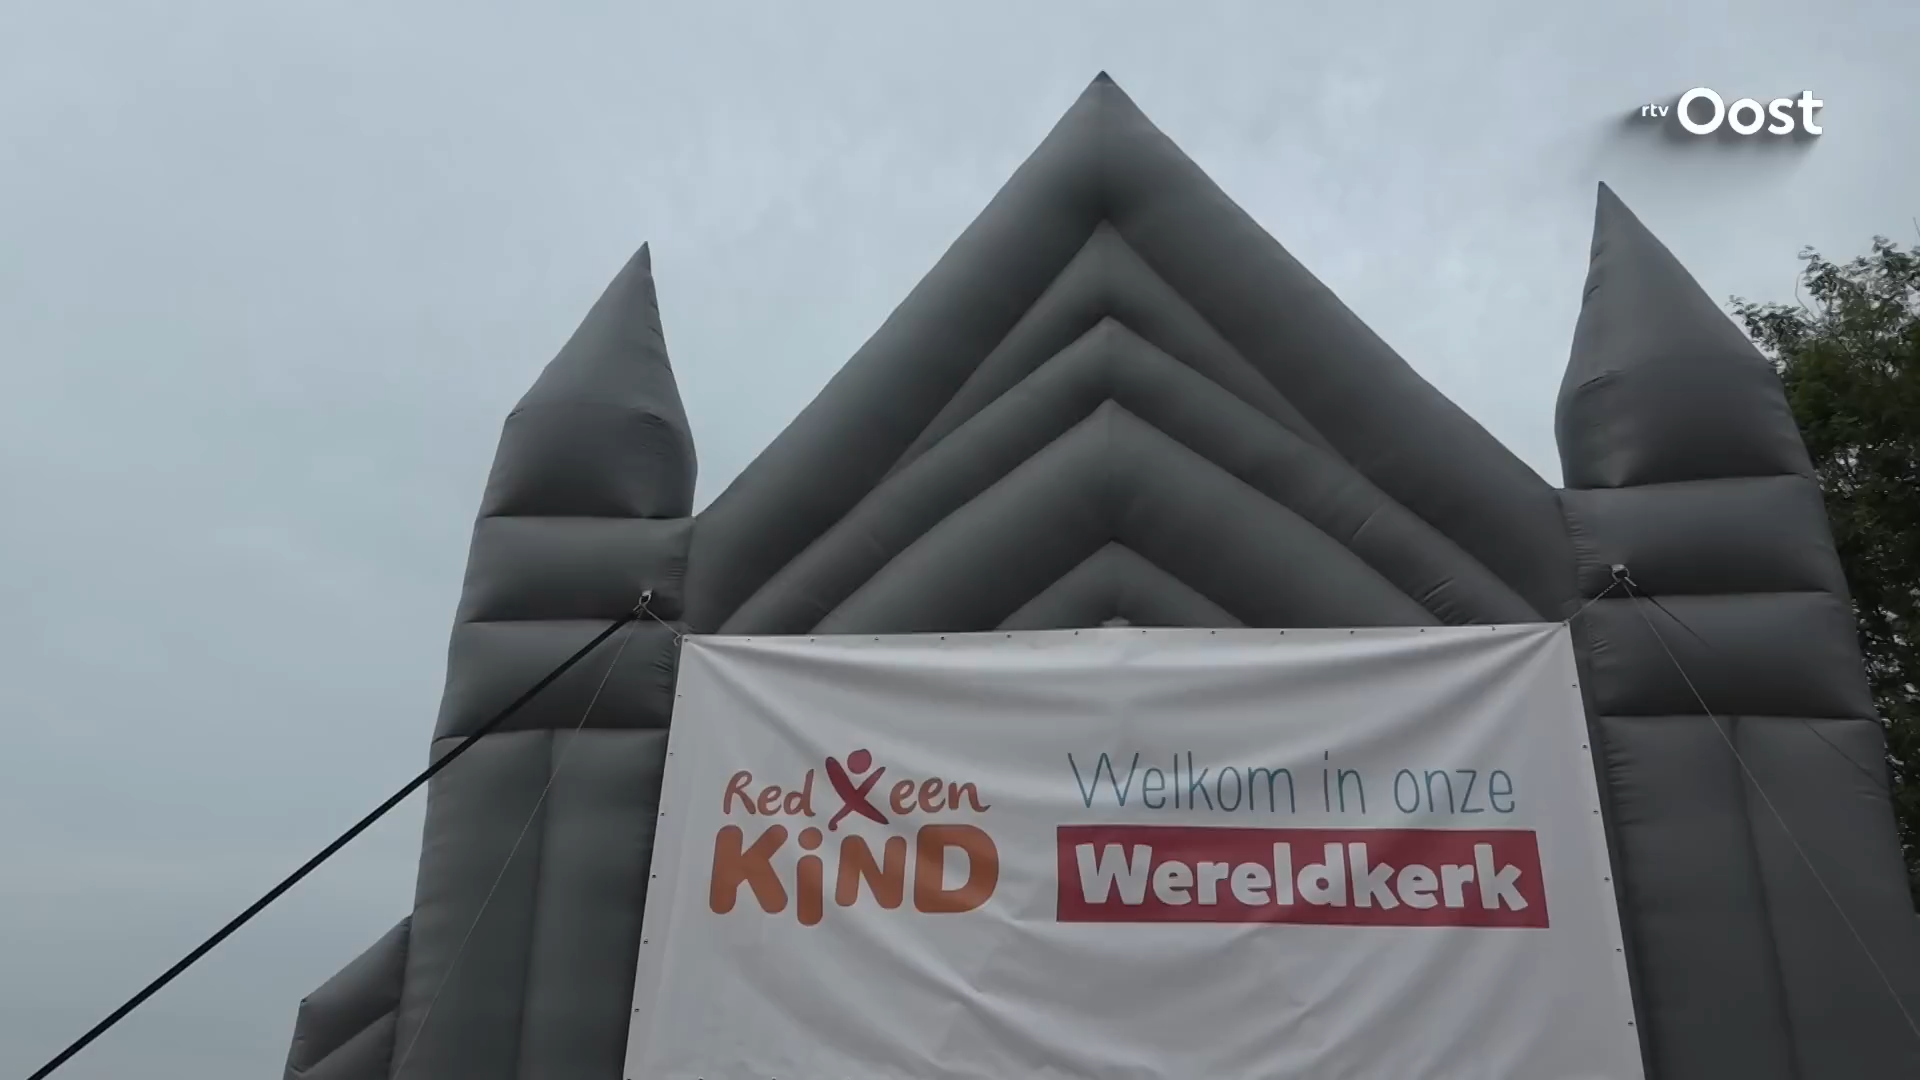 rtv Oost
Red een
KiND
Welkom in onze
Wereldkerk